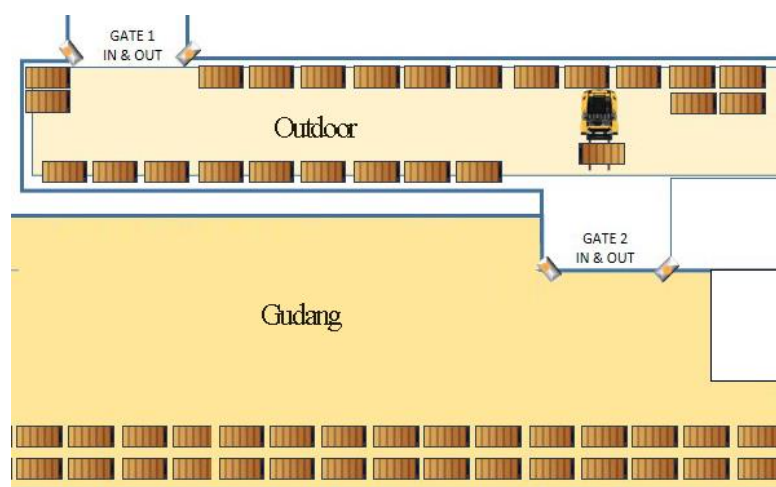 GATE 1
IN & OUT
Outdoor
GATE 2
IN & OUT
Gudang